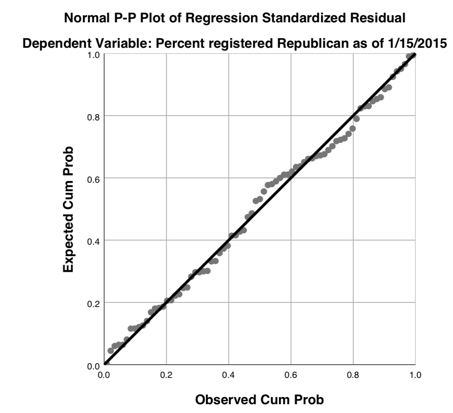 Normal P-P Plot of Regression Standardized Residual
Dependent Variable: Percent registered Republican as of 1/15/2015
1.0
0.8
0.6
0.4
0.2
0.0
Expected Cum Prob
0.0 0.2 0.4 0.6 0.8 1.0
Observed Cum Prob